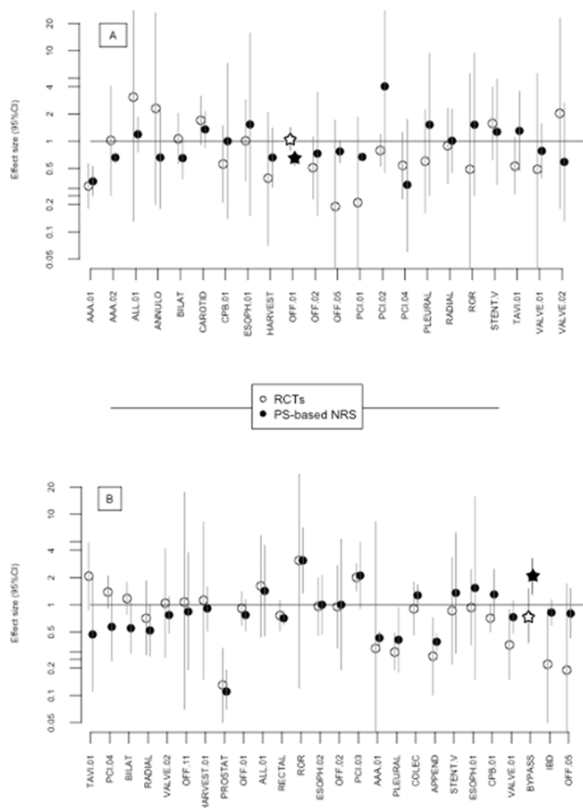 A
Effect size (95%CI)
20
10
4
2
1
0.5
0.2
0.1
0.05
AAA.01
AAA.02
ALL.01
ANNULO
BILAT
CAROTID
CPB.01
ESOPH.01
HARVEST
OFF.01
OFF.02
OFF.05
PCI.01
PCI.02
PCI.04
PLEURAL
RADIAL
ROR
STENT.V
TAVI.01
VALVE.01
VALVE.02
RCTs
PS-based NRS
B
Effect size (95%CI)
20
10
4
2
1
0.5
0.2
0.1
0.05
TAVI.01
PCI.04
BILAT
RADIAL
VALVE.02
OFF.11
HARVEST.01
PROSTAT
OFF.01
ALL.01
RECTAL
ROR
ESOPH.02
OFF.02
PCI.03
AAA.01
PLEURAL
COLEC
APPEND
STENT.V
ESOPH.01
CPB.01
VALVE.01
BYPASS
IBD
OFF.05